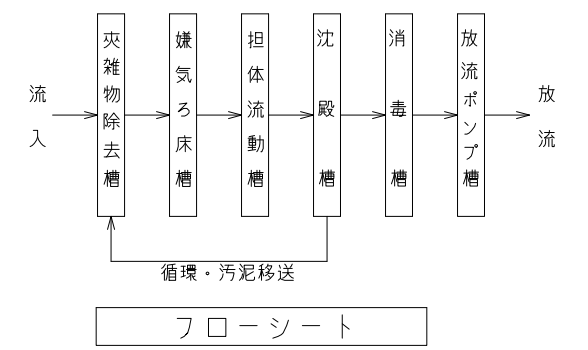 流入
夾雑物除去槽
嫌気ろ床槽
担体流動槽
沈殿槽
消毒槽
放流ポンプ槽
放流
循環・汚泥移送
フローシート